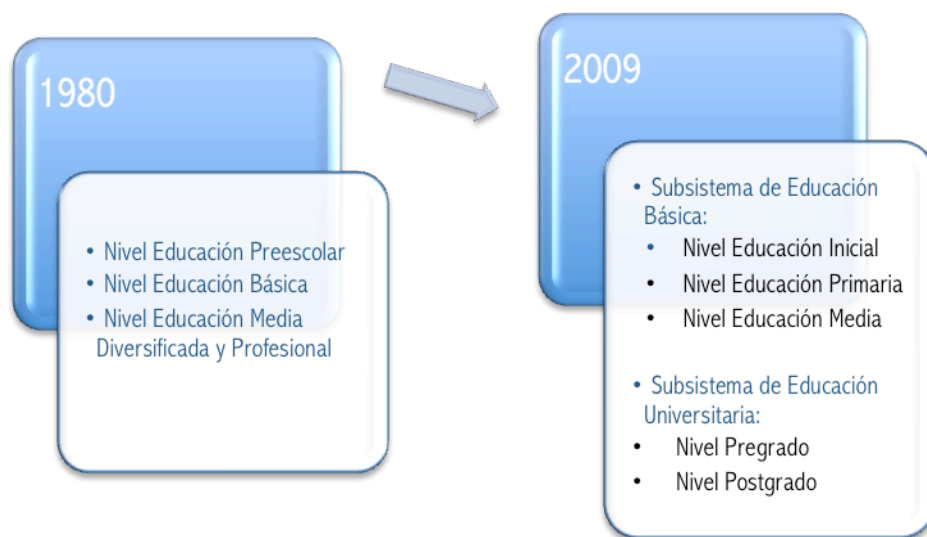 1980
• Nivel Educación Preescolar
• Nivel Educación Básica
• Nivel Educación Media
Diversificada y Profesional
2009
• Subsistema de Educación
Básica:
• Nivel Educación Inicial
• Nivel Educación Primaria
• Nivel Educación Media
• Subsistema de Educación
Universitaria:
• Nivel Pregrado
• Nivel Postgrado